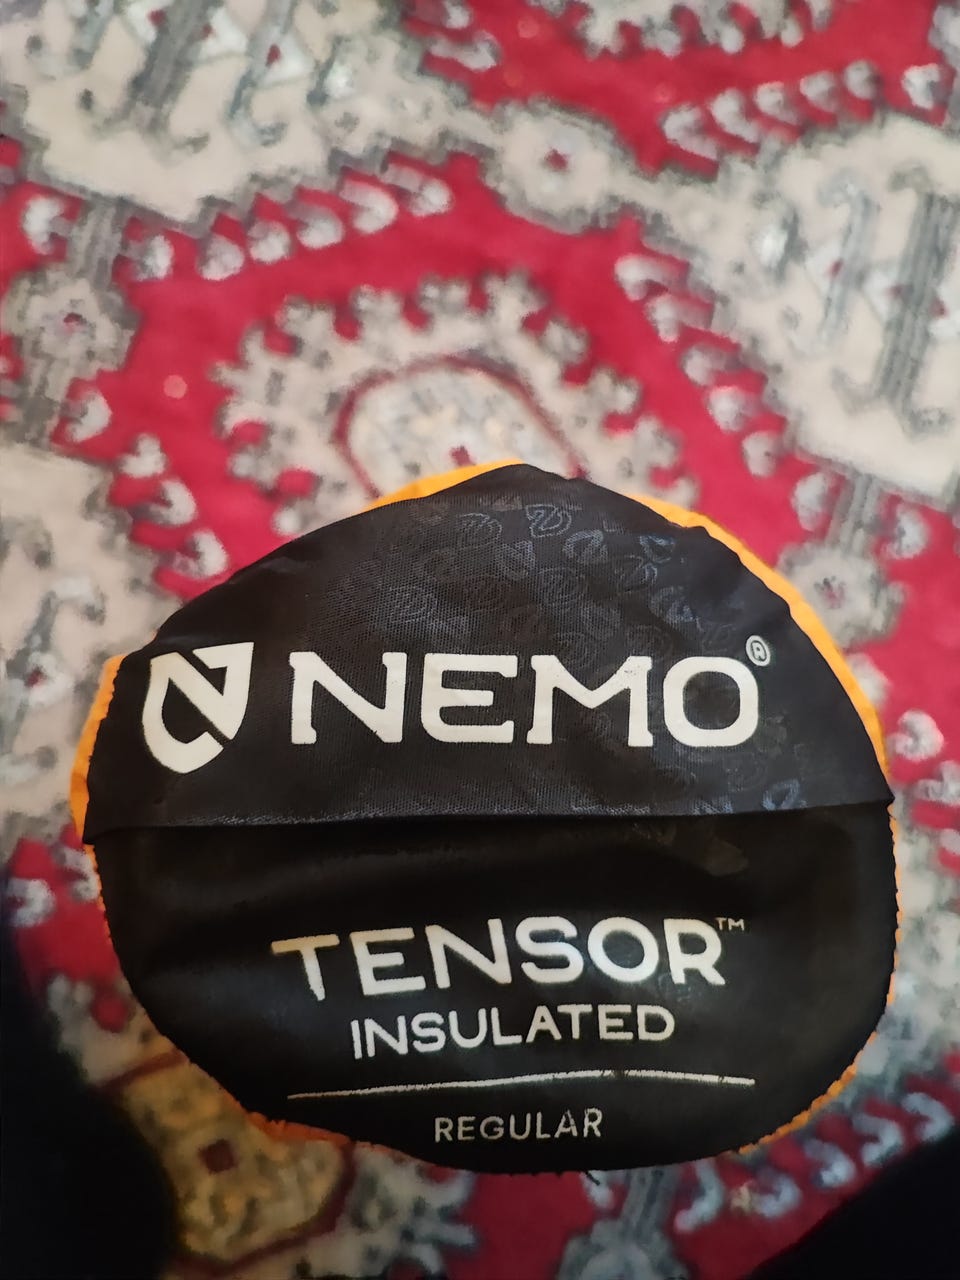 NEMO®
TENSOR™
INSULATED
REGULAR